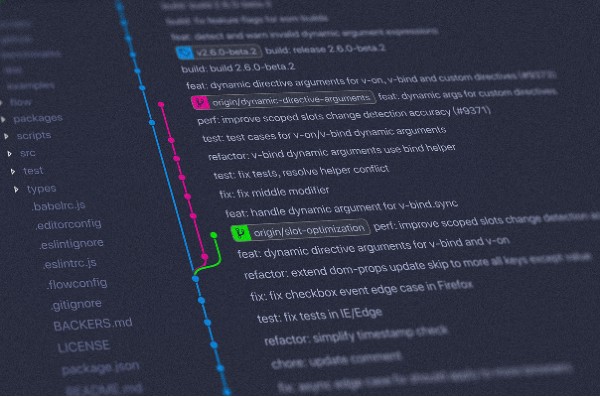 build: build 2.6.0-beta.3
build: fix feature flags for esm builds
feat: detect and warn invalid dynamic argument expressions
v2.6.0-beta.2 build: release 2.6.0-beta.2
build: build 2.6.0-beta.2
feat: dynamic directive arguments for v-on, v-bind and custom directives (#9373)
origin/dynamic-directive-arguments feat: dynamic args for custom directives
perf: improve scoped slots change detection accuracy (#9371)
test: test cases for v-on/v-bind dynamic arguments
refactor: v-bind dynamic arguments use bind helper
test: fix tests, resolve helper conflict
fix: fix middle modifier
feat: handle dynamic argument for v-bind.sync
origin/slot-optimization perf: improve scoped slots change detection
feat: dynamic directive arguments for v-bind and v-on
refactor: extend dom-props update skip to more all keys except value
fix: fix checkbox event edge case in Firefox
test: fix tests in IE/Edge
refactor: simplify timestamp check
chore: update comment
fix: async edge case fix should apply to more browsers
examples
flow
packages
scripts
src
test
types
.babelrc.js
.editorconfig
.eslintignore
.eslintrc.js
.flowconfig
.gitignore
BACKERS.md
LICENSE
package.json
README.md